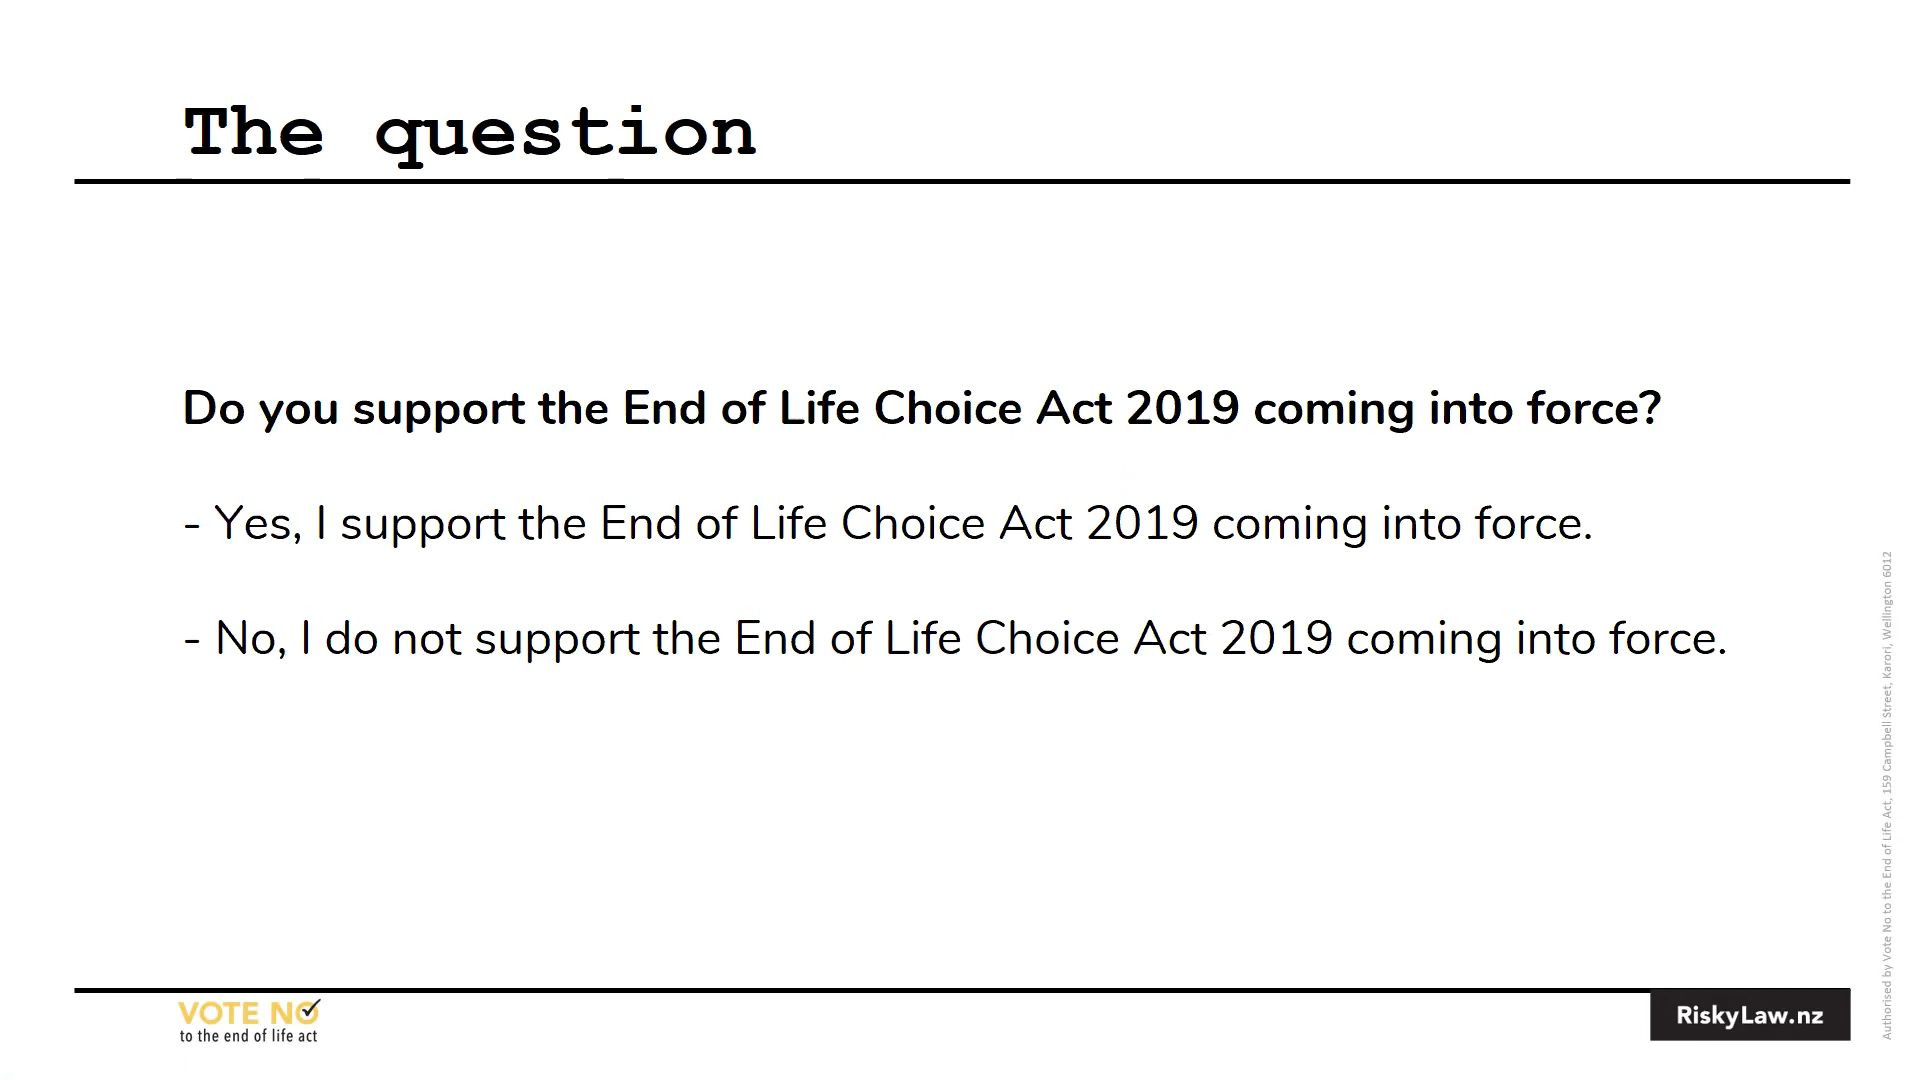 The question
Do you support the End of Life Choice Act 2019 coming into force?
- Yes, I support the End of Life Choice Act 2019 coming into force.
- No, I do not support the End of Life Choice Act 2019 coming into force.
VOTE NO
to the end of life act
RiskyLaw.nz
Authorised by Vote No to the End of Life Act, 159 Campbell Street, Karori, Wellington 6012